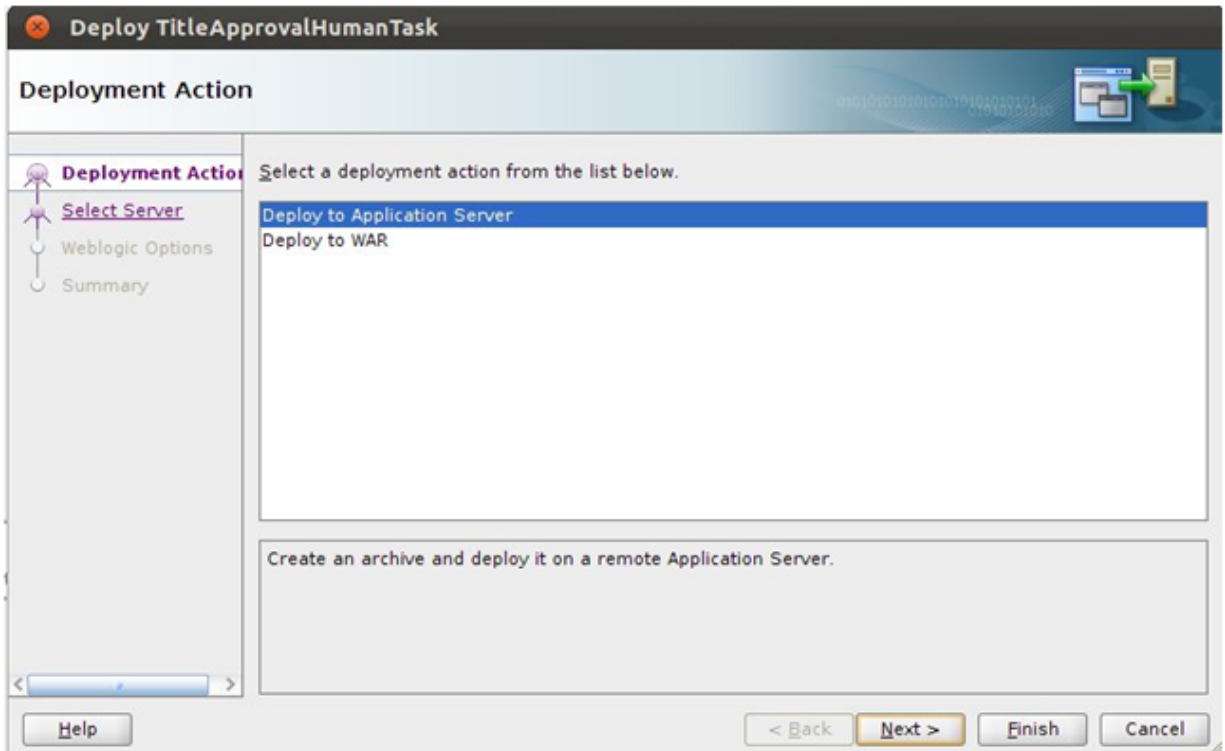 Deploy TitleApprovalHumanTask
Deployment Action
Deployment Action
Select Server
Weblogic Options
Summary
Select a deployment action from the list below.
Deploy to Application Server
Deploy to WAR
Create an archive and deploy it on a remote Application Server.
Help
< Back
Next >
Finish
Cancel